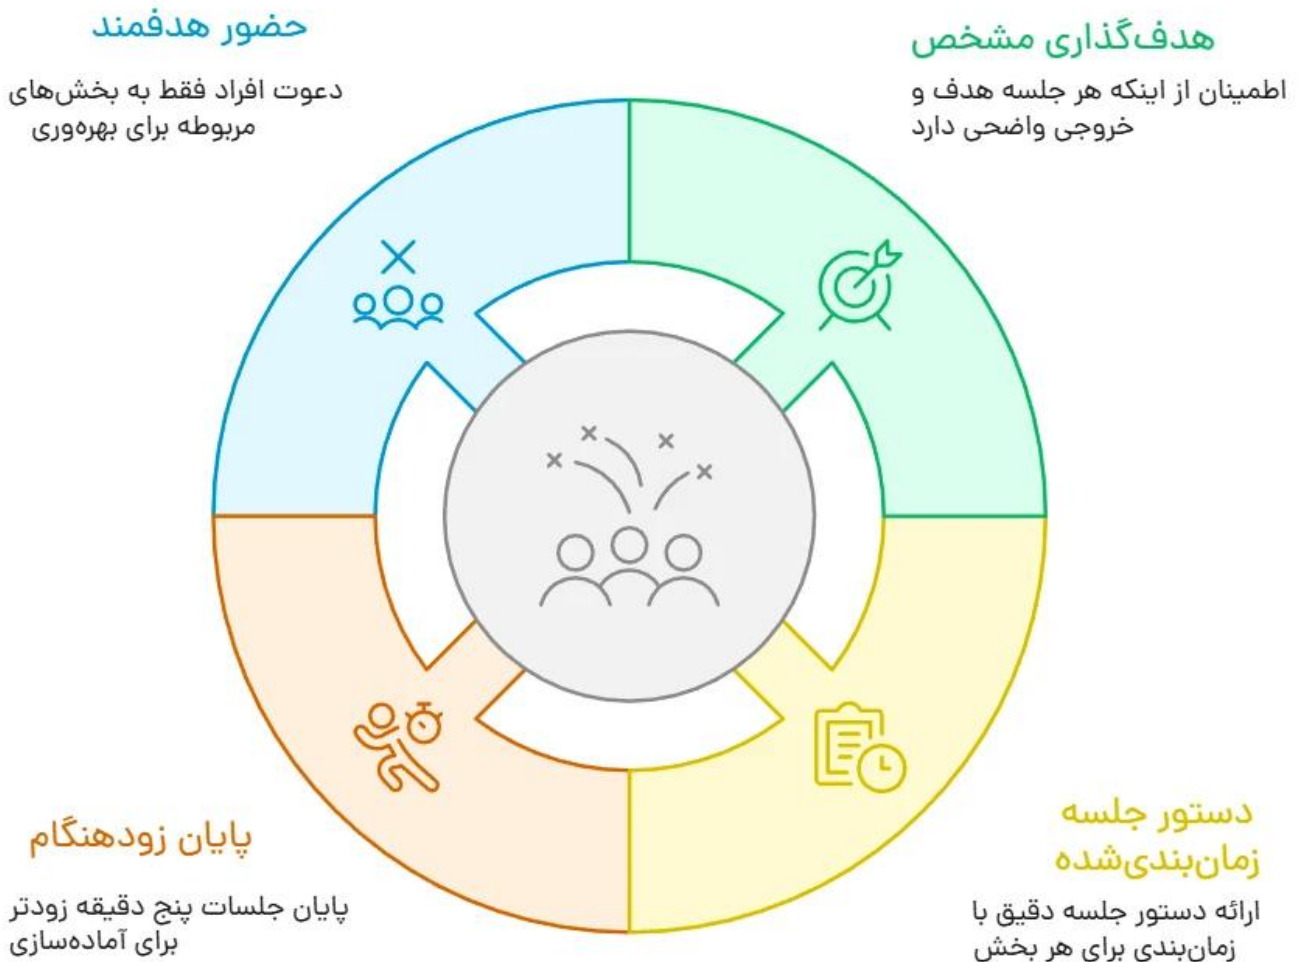 هدف‌گذاری مشخص
اطمینان از اینکه هر جلسه هدف و
خروجی واضحی دارد
حضور هدفمند
دعوت افراد فقط به بخش‌های
مربوطه برای بهره‌وری
دستور جلسه
زمان‌بندی‌شده
ارائه دستور جلسه دقیق با
زمان‌بندی برای هر بخش
پایان زودهنگام
پایان جلسات پنج دقیقه زودتر
برای آماده‌سازی